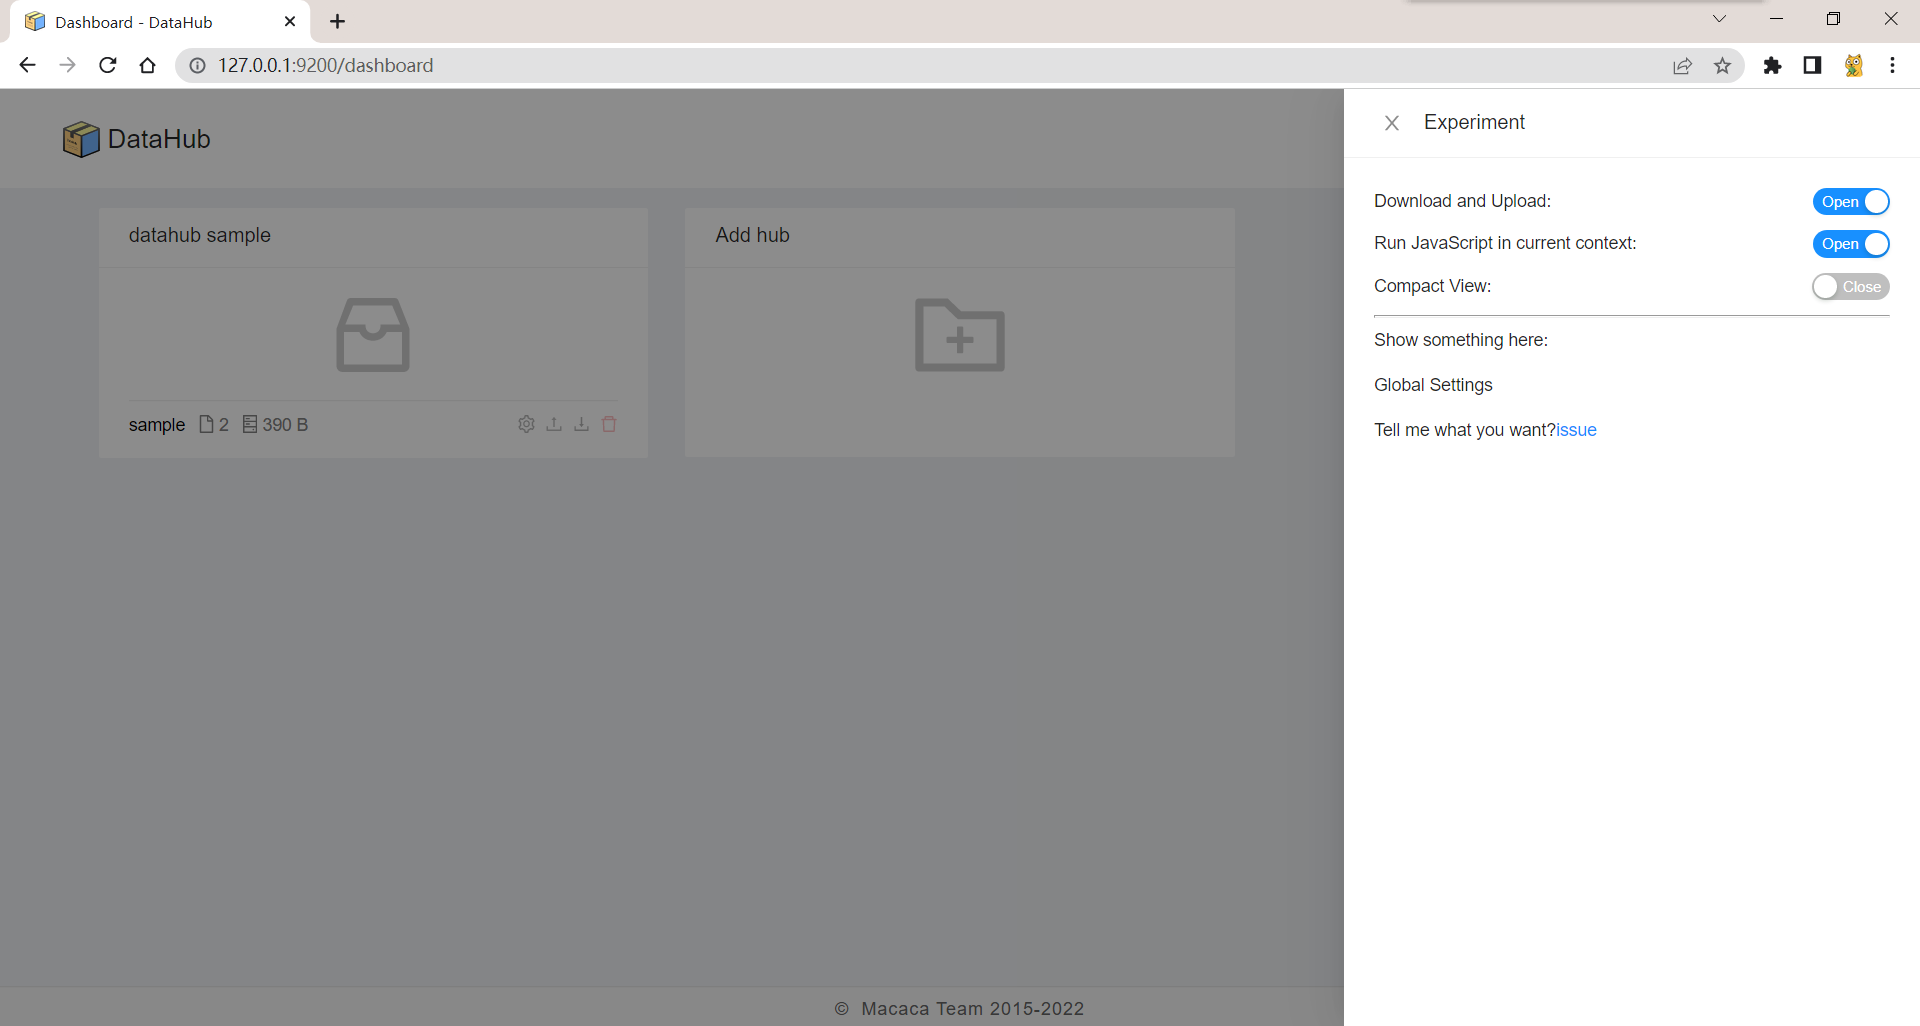 Dashboard - DataHub
127.0.0.1:9200/dashboard
DataHub
datahub sample
sample 2 390 B
Add hub
Experiment
Download and Upload: Open
Run JavaScript in current context: Open
Compact View: Close
Show something here:
Global Settings
Tell me what you want?issue
© Macaca Team 2015-2022